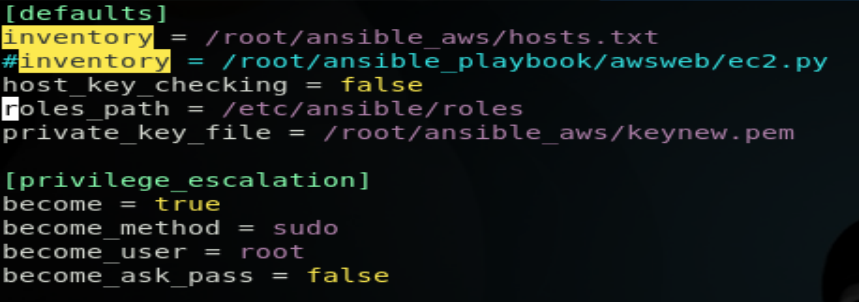 [defaults]
inventory = /root/ansible_aws/hosts.txt
#inventory = /root/ansible_playbook/awsweb/ec2.py
host_key_checking = false
roles_path = /etc/ansible/roles
private_key_file = /root/ansible_aws/keynew.pem
[privilege_escalation]
become = true
become_method = sudo
become_user = root
become_ask_pass = false